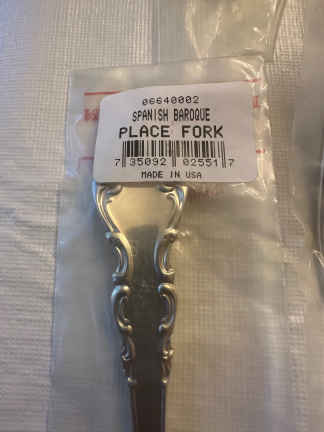 06640002
SPANISH BAROQUE
PLACE FORK
7 35092 02551 7
MADE IN USA